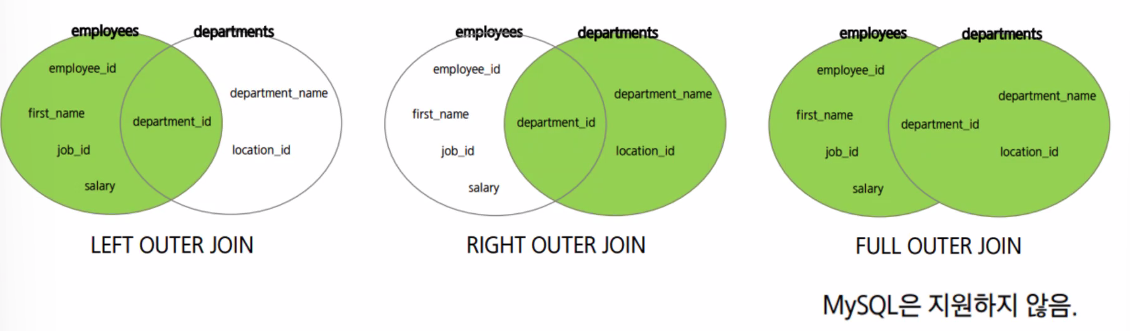 employees departments
employee_id
department_name
first_name
department_id
job_id
location_id
salary
LEFT OUTER JOIN
employees departments
employee_id
department_name
first_name
department_id
job_id
location_id
salary
RIGHT OUTER JOIN
employees departments
employee_id
department_name
first_name
department_id
job_id
location_id
salary
FULL OUTER JOIN
MySQL은 지원하지 않음.